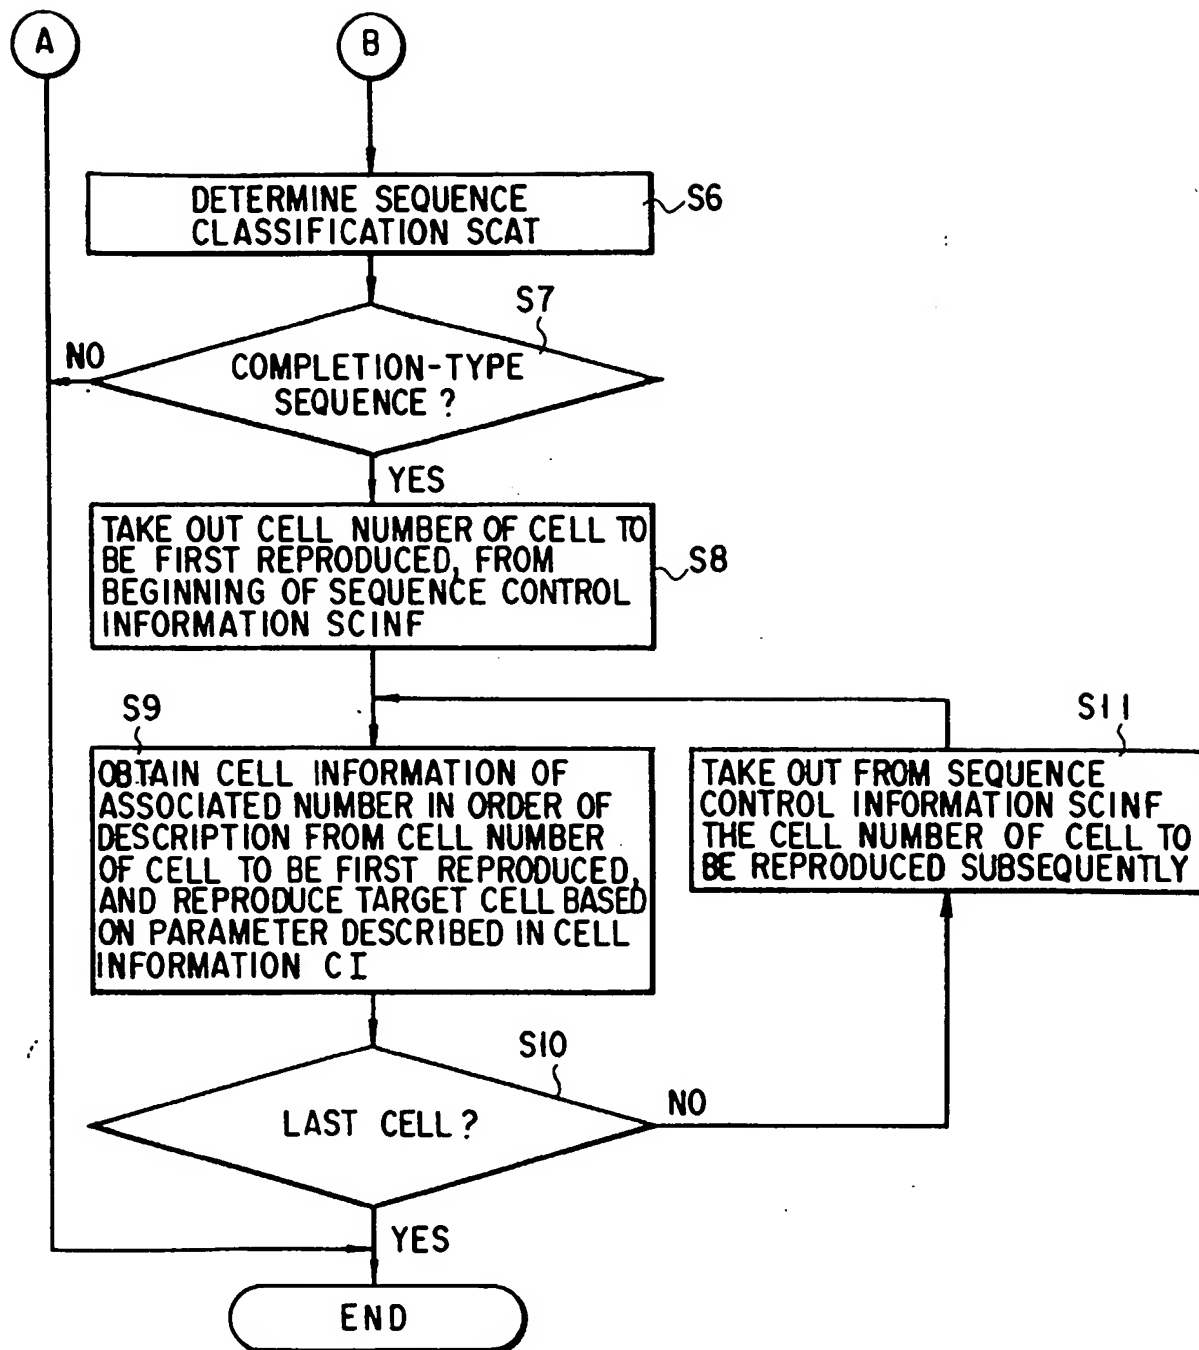 A
B
DETERMINE SEQUENCE
CLASSIFICATION SCAT
S6
S7
NO
COMPLETION-TYPE
SEQUENCE ?
YES
TAKE OUT CELL NUMBER OF CELL TO
BE FIRST REPRODUCED, FROM
BEGINNING OF SEQUENCE CONTROL
INFORMATION SCINF
S8
S9
OBTAIN CELL INFORMATION OF
ASSOCIATED NUMBER IN ORDER OF
DESCRIPTION FROM CELL NUMBER
OF CELL TO BE FIRST REPRODUCED,
AND REPRODUCE TARGET CELL BASED
ON PARAMETER DESCRIBED IN CELL
INFORMATION CI
S11
TAKE OUT FROM SEQUENCE
CONTROL INFORMATION SCINF
THE CELL NUMBER OF CELL TO
BE REPRODUCED SUBSEQUENTLY
S10
LAST CELL ?
NO
YES
END